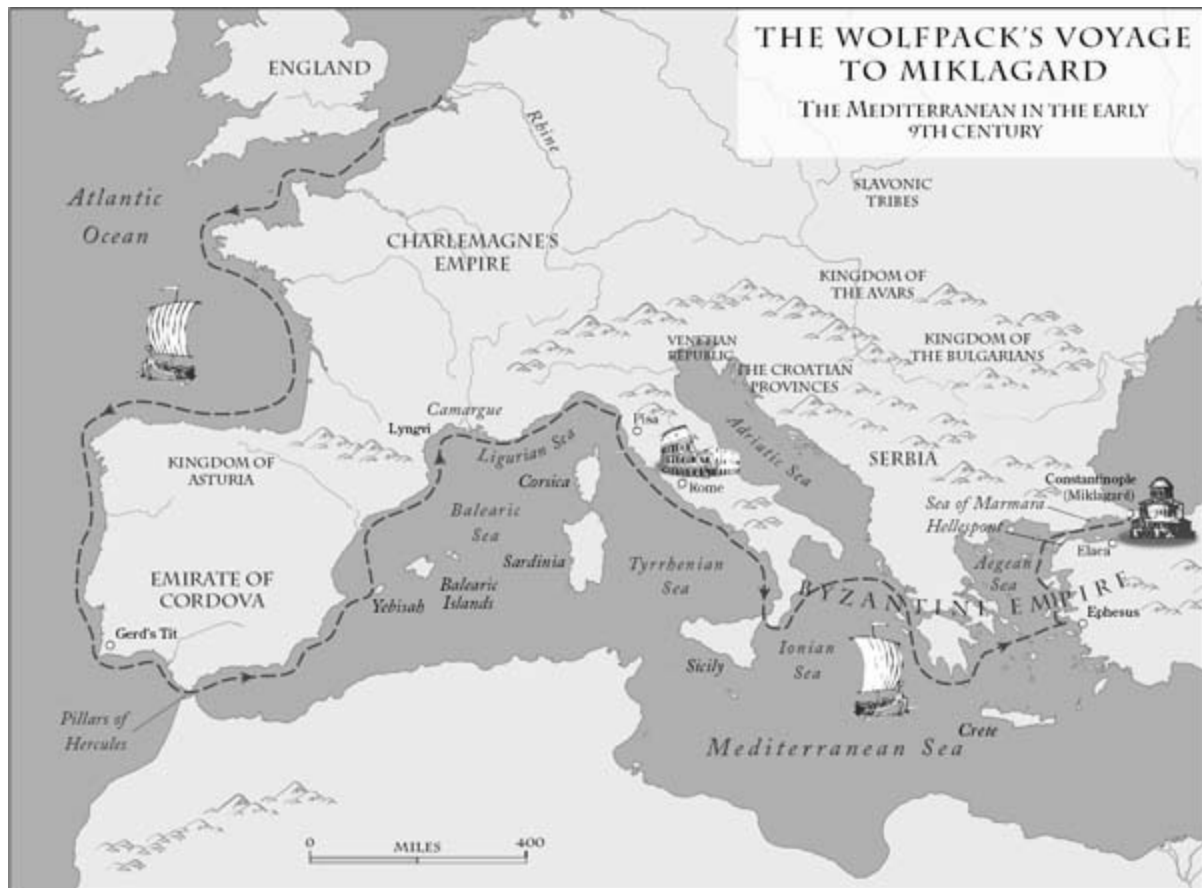 THE WOLFPACK'S VOYAGE
TO MIKLAGARD
THE MEDITERRANEAN IN THE EARLY
9TH CENTURY
ENGLAND
Rhine
Atlantic
Ocean
SLAVONIC
TRIBES
CHARLEMAGNE'S
EMPIRE
KINGDOM OF
THE AVARS
VENETIAN
REPUBLIC
KINGDOM OF
THE BULGARIANS
THE CROATIAN
PROVINCES
Camargue
Lyngvi
Pisa
Ligurian Sea
Adriatic Sea
KINGDOM OF
ASTURIA
SERBIA
Corsica
Rome
Constantinople
(Miklagard)
Sea of Marmara
Hellespont
Balearic
Sea
Elaea
Sardinia
Tyrrhenian
Sea
Aegean
Sea
EMIRATE OF
CORDOVA
Yebisah
Balearic
Islands
BYZANTINE EMPIRE
Ephesus
Gerd's Tit
Sicily
Ionian
Sea
Pillars of
Hercules
Crete
Mediterranean Sea
0 MILES 400